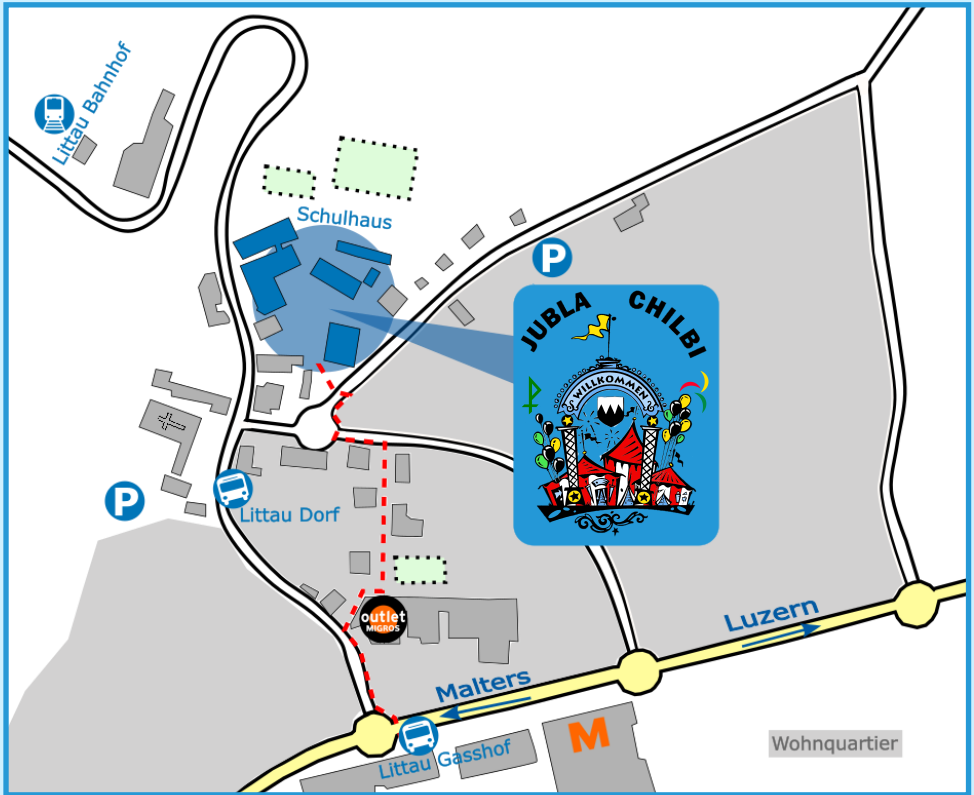 Littau Bahnhof
Schulhaus
P
JUBLA CHILBI
WILLKOMMEN
P
Littau Dorf
outlet
MIGROS
Luzern
Malters
M
Littau Gasshof
Wohnquartier